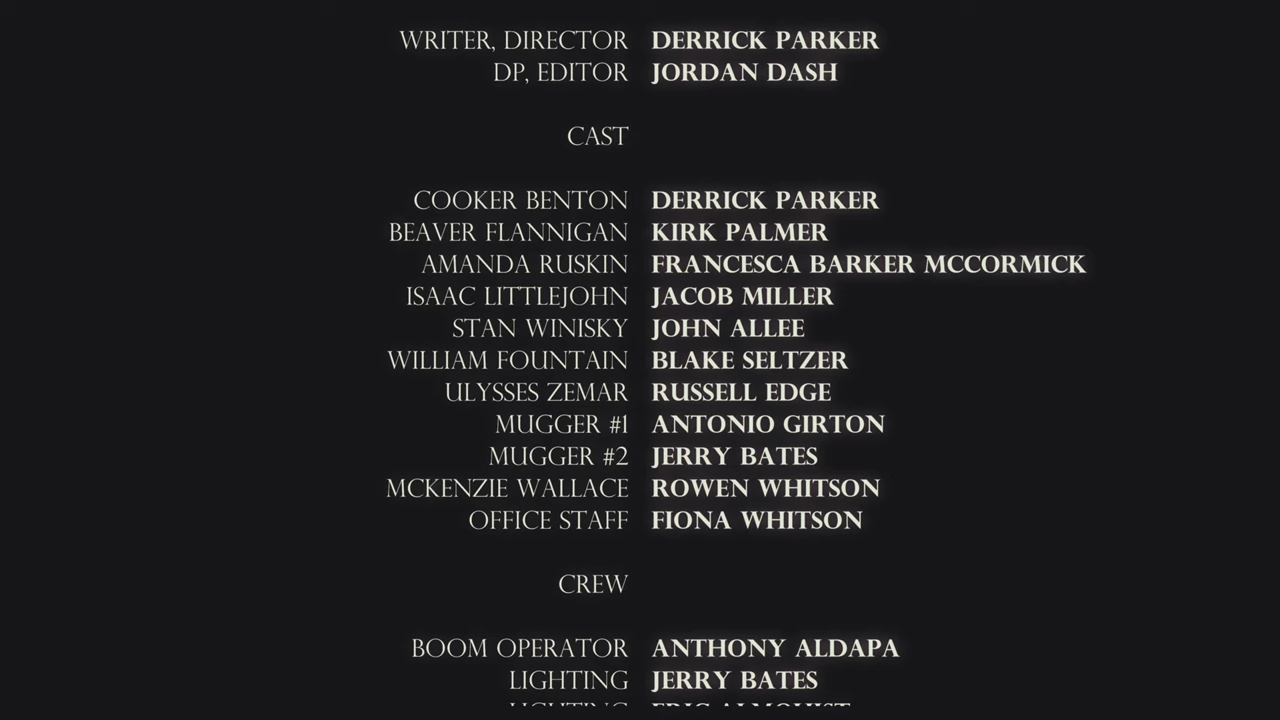 WRITER, DIRECTOR DERRICK PARKER
DP, EDITOR JORDAN DASH
CAST
COOKER BENTON DERRICK PARKER
BEAVER FLANNIGAN KIRK PALMER
AMANDA RUSKIN FRANCESCA BARKER MCCORMICK
ISAAC LITTLEJOHN JACOB MILLER
STAN WINISKY JOHN ALLEE
WILLIAM FOUNTAIN BLAKE SELTZER
ULYSSES ZEMAR RUSSELL EDGE
MUGGER #1 ANTONIO GIRTON
MUGGER #2 JERRY BATES
MCKENZIE WALLACE ROWEN WHITSON
OFFICE STAFF FIONA WHITSON
CREW
BOOM OPERATOR ANTHONY ALDAPA
LIGHTING JERRY BATES